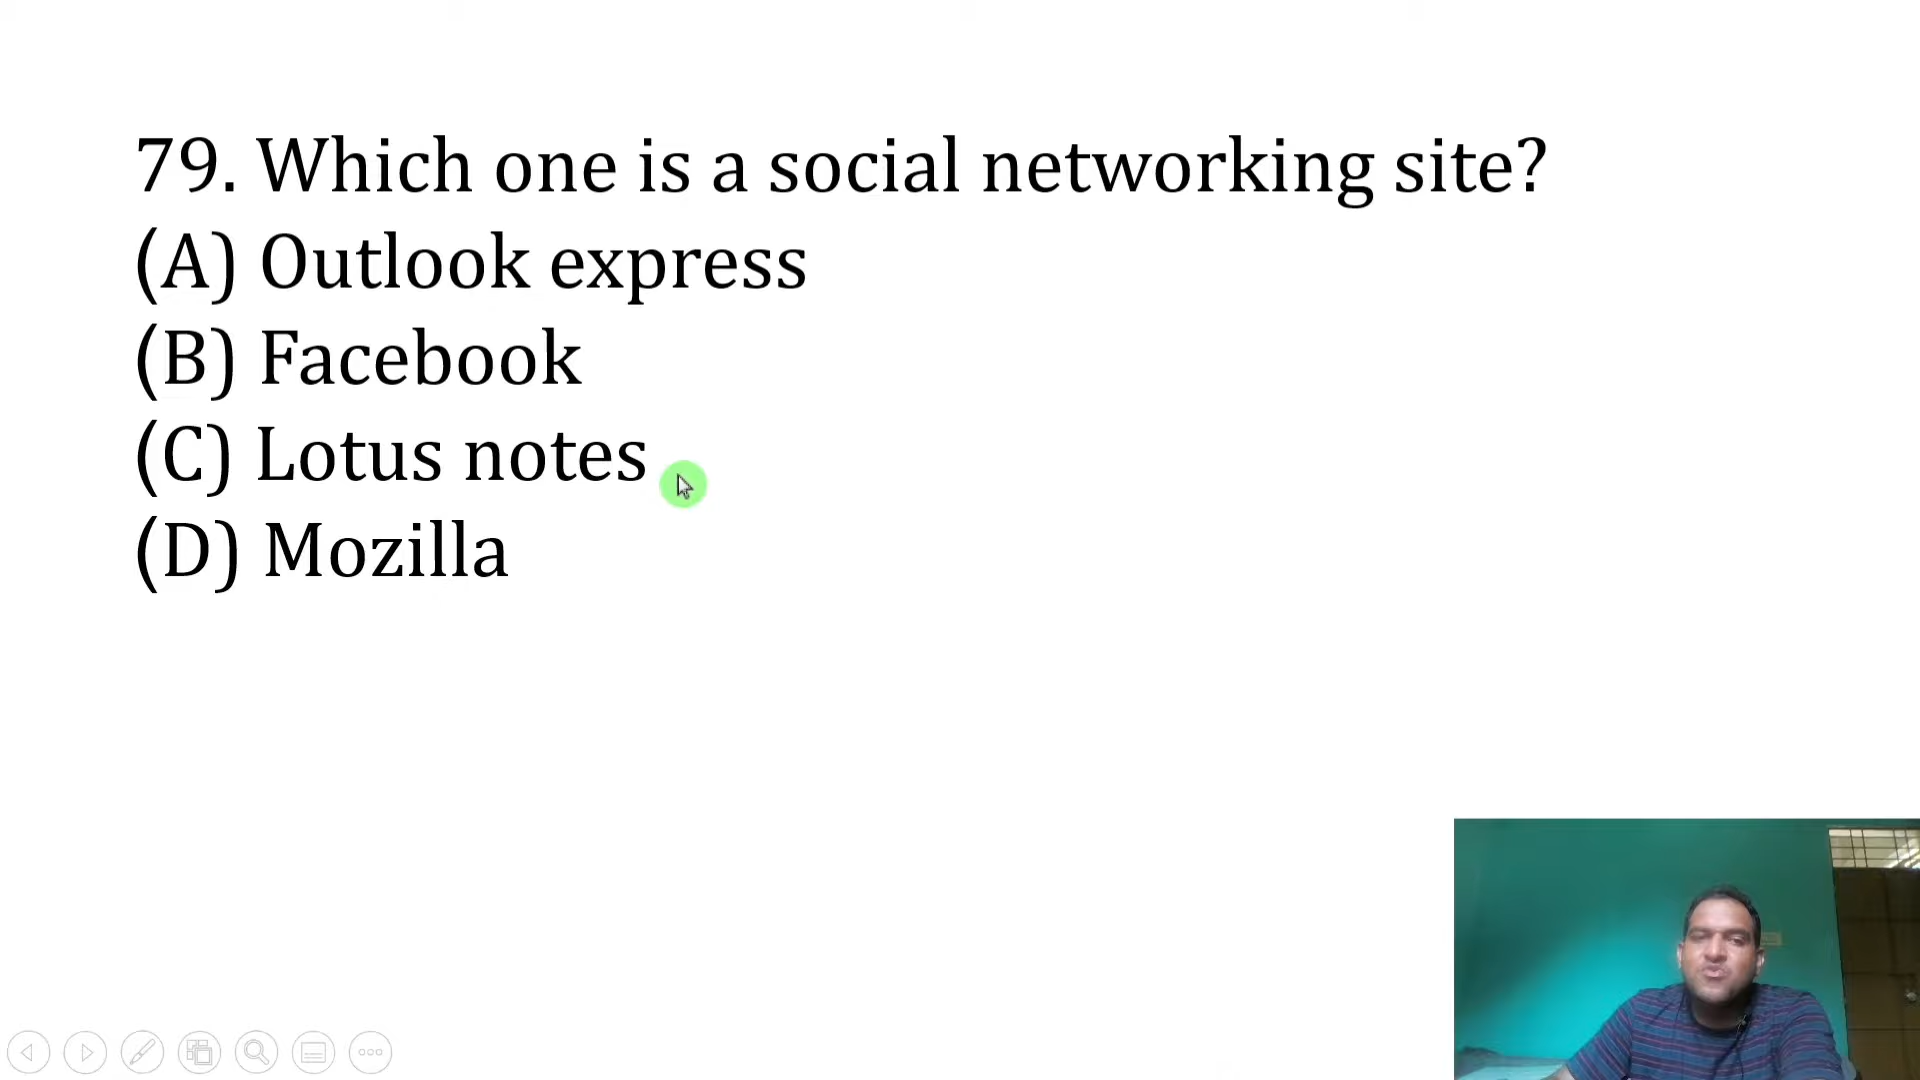 79. Which one is a social networking site?
(A) Outlook express
(B) Facebook
(C) Lotus notes
(D) Mozilla